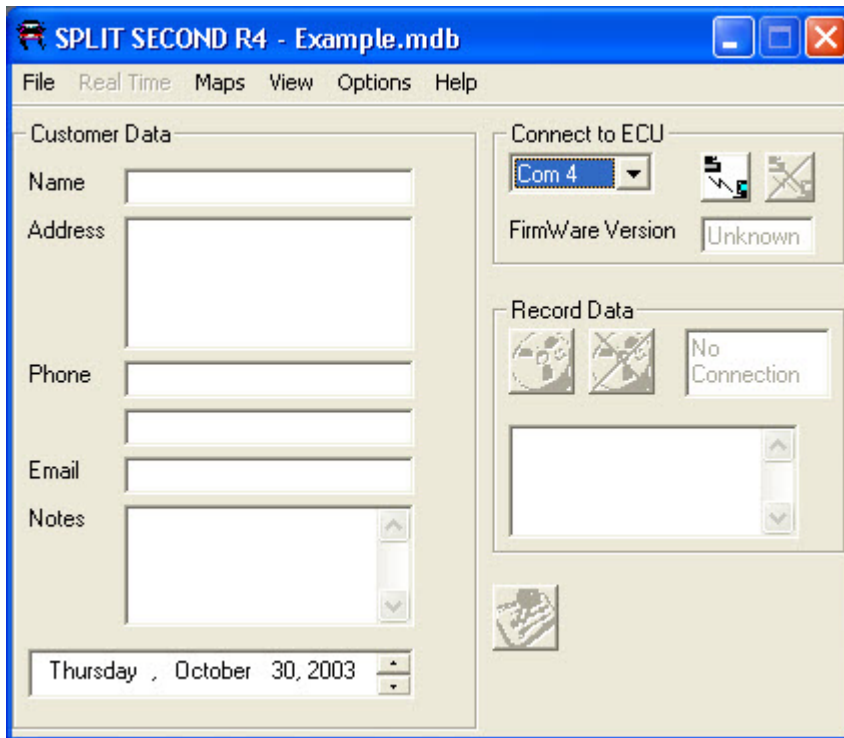 SPLIT SECOND R4 - Example.mdb
File Real Time Maps View Options Help
Customer Data
Name
Address
Phone
Email
Notes
Thursday , October 30, 2003
Connect to ECU
Com 4
FirmWare Version Unknown
Record Data
No
Connection